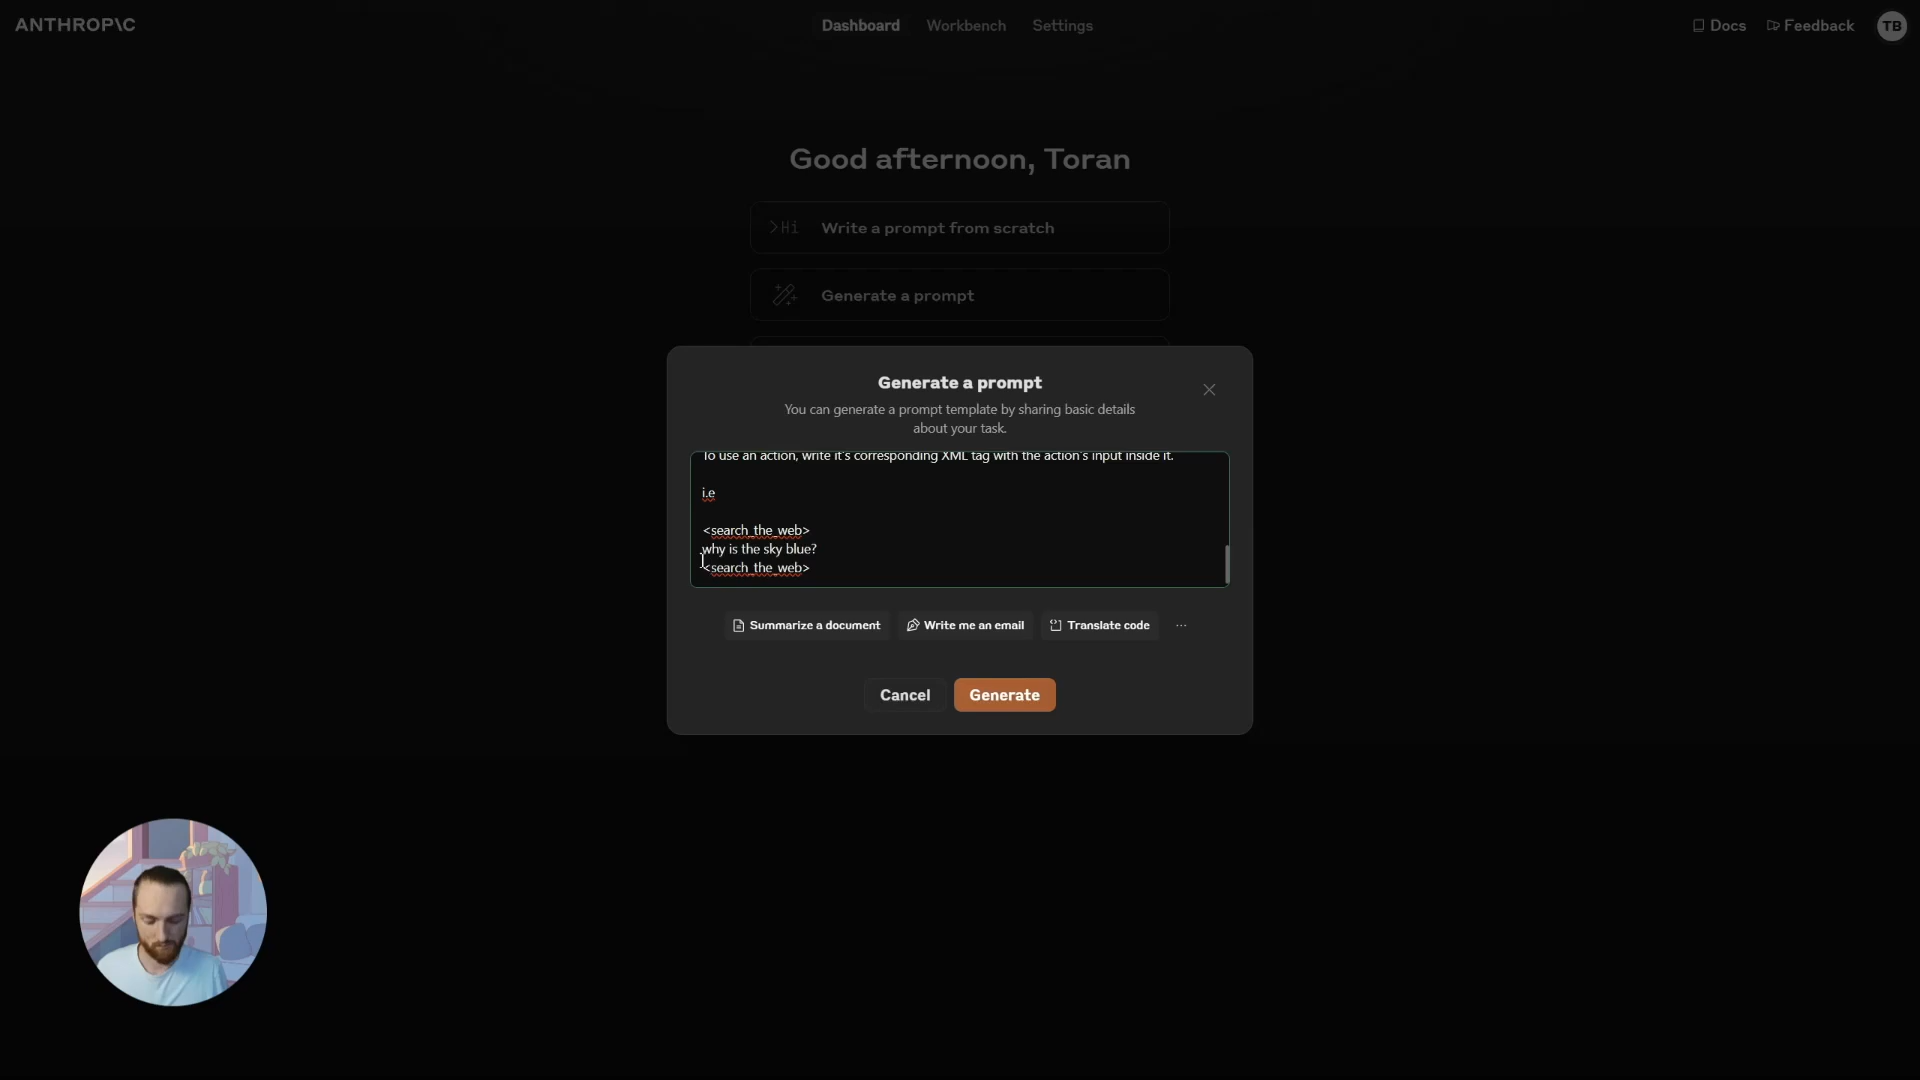 ANTHROP\C
Dashboard
Workbench
Settings
Docs
Feedback
TB
Good afternoon, Toran
>Hi
Write a prompt from scratch
Generate a prompt
Generate a prompt
You can generate a prompt template by sharing basic details
about your task.
To use an action, write it's corresponding XML tag with the action's input inside it.
i.e
<search_the_web>
why is the sky blue?
<search_the_web>
Summarize a document
Write me an email
Translate code
...
Cancel
Generate